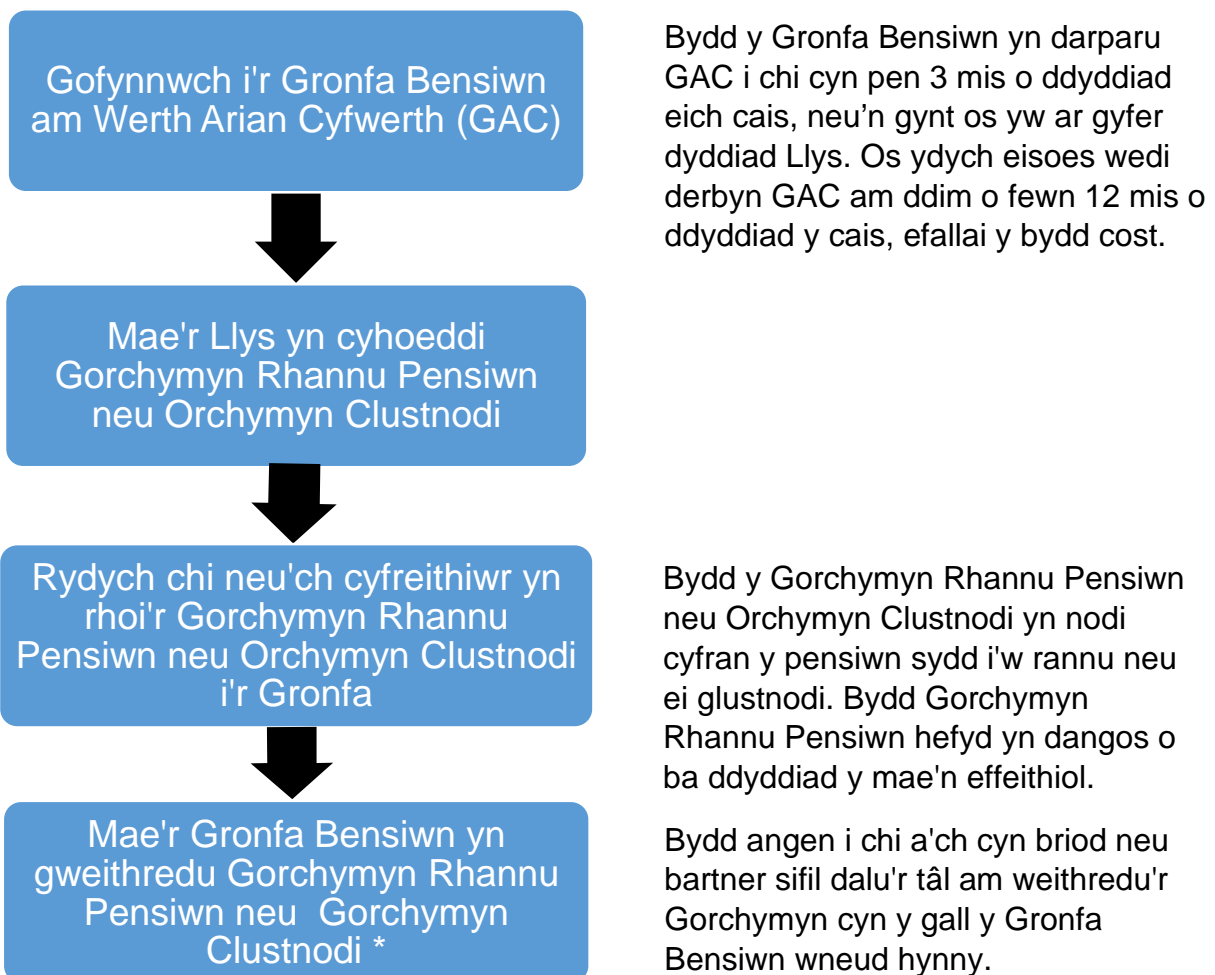 Gofynnwch i'r Gronfa Bensiwn
am Werth Arian Cyfwerth (GAC)
Bydd y Gronfa Bensiwn yn darparu
GAC i chi cyn pen 3 mis o ddyddiad
eich cais, neu’n gynt os yw ar gyfer
dyddiad Llys. Os ydych eisoes wedi
derbyn GAC am ddim o fewn 12 mis o
ddyddiad y cais, efallai y bydd cost.
Mae'r Llys yn cyhoeddi
Gorchymyn Rhannu Pensiwn
neu Orchymyn Clustnodi
Rydych chi neu'ch cyfreithiwr yn
rhoi'r Gorchymyn Rhannu
Pensiwn neu Orchymyn Clustnodi
i'r Gronfa
Bydd y Gorchymyn Rhannu Pensiwn
neu Orchymyn Clustnodi yn nodi
cyfran y pensiwn sydd i'w rannu neu
ei glustnodi. Bydd Gorchymyn
Rhannu Pensiwn hefyd yn dangos o
ba ddyddiad y mae'n effeithiol.
Mae'r Gronfa Bensiwn yn
gweithredu Gorchymyn Rhannu
Pensiwn neu  Gorchymyn
Clustnodi *
Bydd angen i chi a'ch cyn briod neu
bartner sifil dalu'r tâl am weithredu'r
Gorchymyn cyn y gall y Gronfa
Bensiwn wneud hynny.